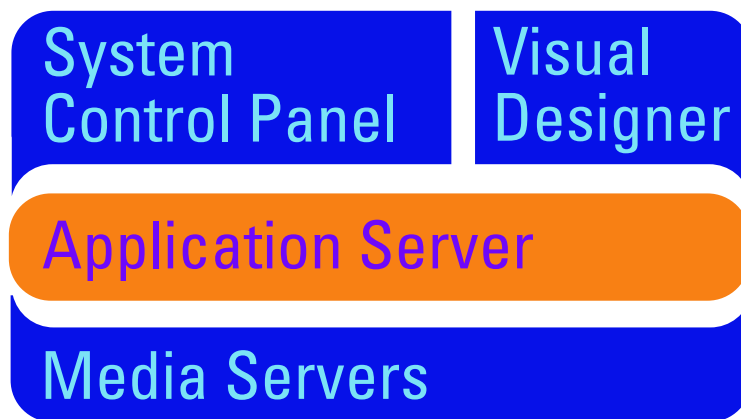 System
Control Panel
Visual
Designer
Application Server
Media Servers